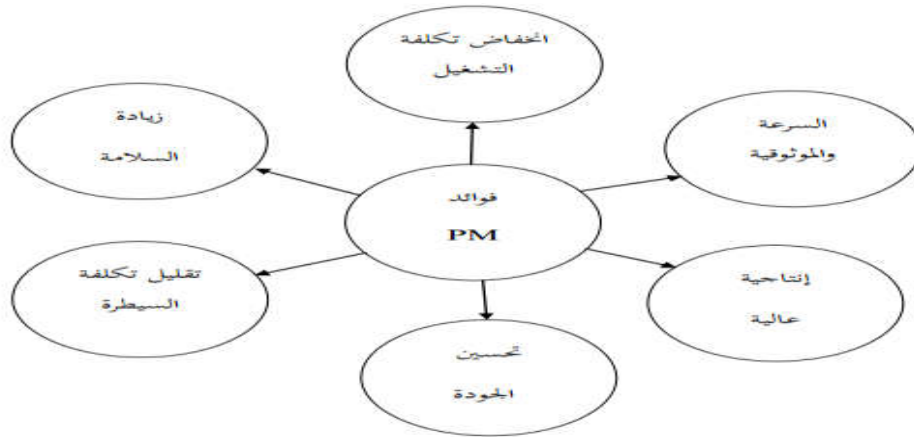 انخفاض تكلفة
التشغيل
السرعة
والموثوقية
زيادة
السلامة
فوائد
PM
إنتاجية
عالية
تقليل تكلفة
السيطرة
تحسين
الجودة